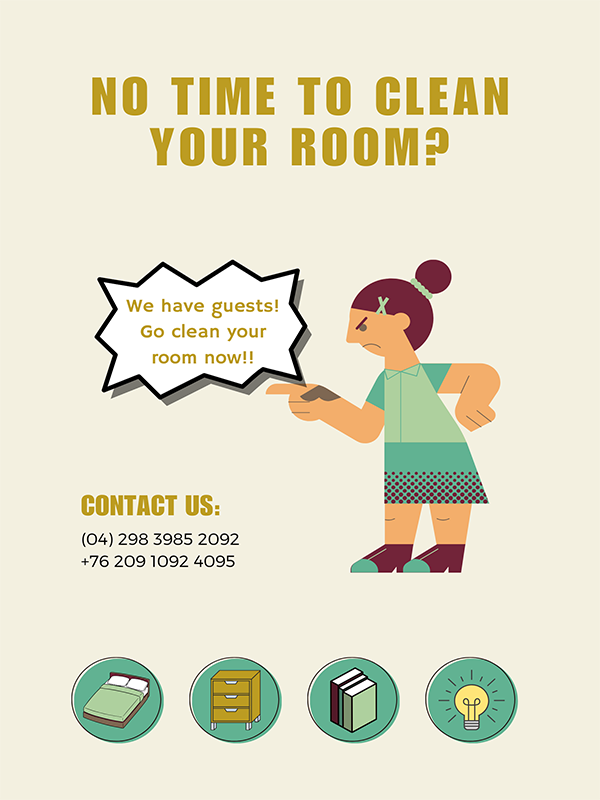 NO TIME TO CLEAN
YOUR ROOM?
We have guests!
Go clean your
room now!!
CONTACT US:
(04) 298 3985 2092
+76 209 1092 4095